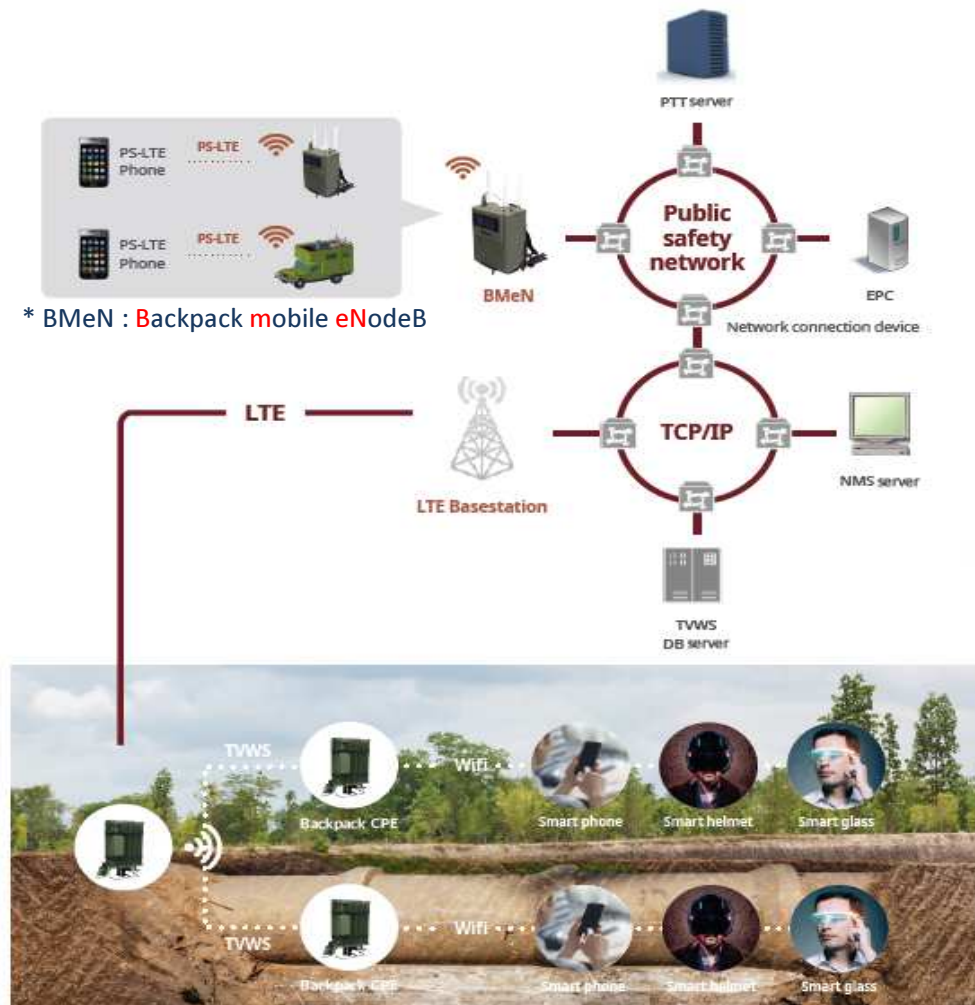 PTT server
PS-LTE
Phone
PS-LTE
PS-LTE
Phone
PS-LTE
BMeN
Public
safety
network
EPC
* BMeN : Backpack mobile eNodeB
Network connection device
LTE
LTE Basestation
TCP/IP
NMS server
TVWS
DB server
TVWS
Backpack CPE
Wifi
Smart phone
Smart helmet
Smart glass
TVWS
Backpack CPE
Wifi
Smart phone
Smart helmet
Smart glass